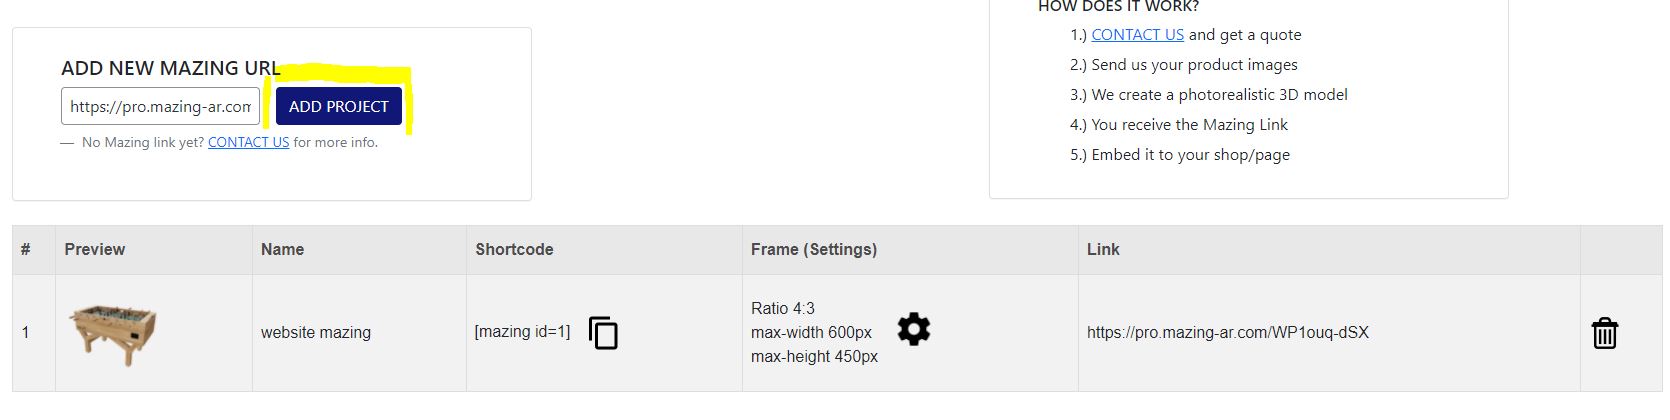 HOW DOES IT WORK?
1.) CONTACT US and get a quote
2.) Send us your product images
3.) We create a photorealistic 3D model
4.) You receive the Mazing Link
5.) Embed it to your shop/page
ADD NEW MAZING URL
https://pro.mazing-ar.com
ADD PROJECT
— No Mazing link yet? CONTACT US for more info.
# Preview Name Shortcode Frame (Settings) Link
1 website mazing [mazing id=1] Ratio 4:3
max-width 600px
max-height 450px
https://pro.mazing-ar.com/WP1ouq-dSX